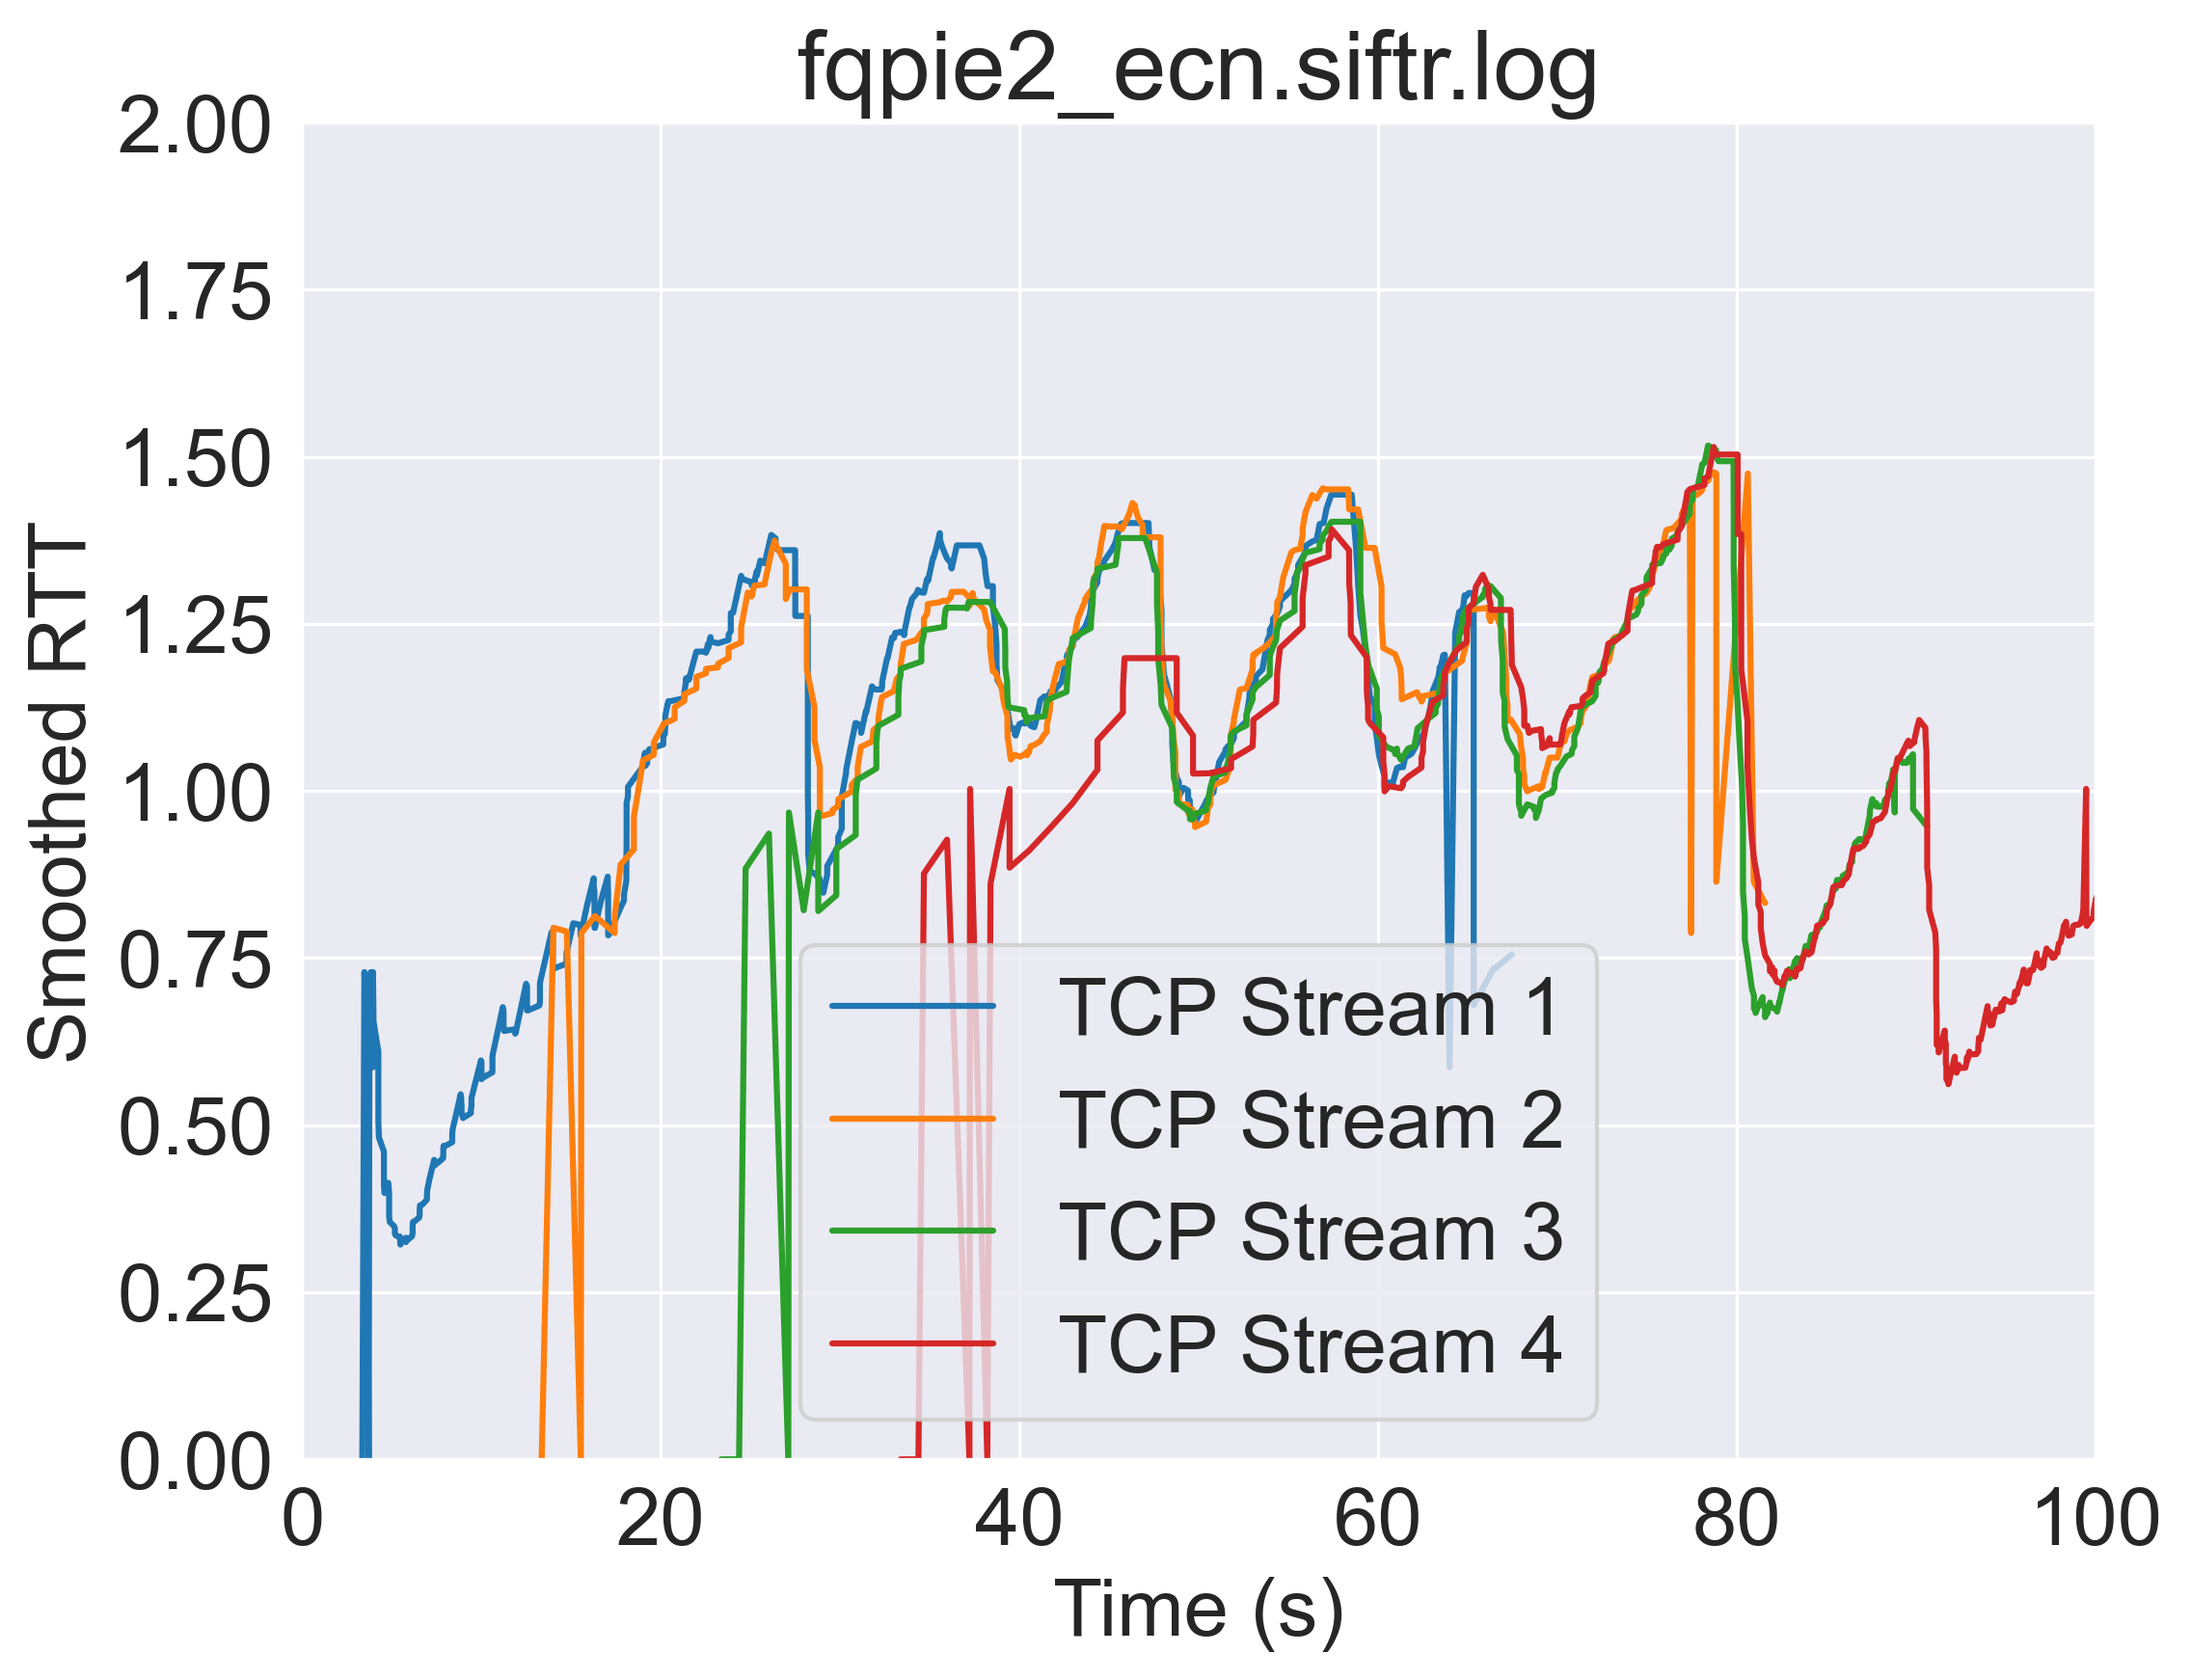 fqpie2_ecn.siftr.log
2.00
1.75
1.50
1.25
1.00
0.75
0.50
0.25
0.00
Smoothed RTT
TCP Stream 1
TCP Stream 2
TCP Stream 3
TCP Stream 4
0 20 40 60 80 100
Time (s)